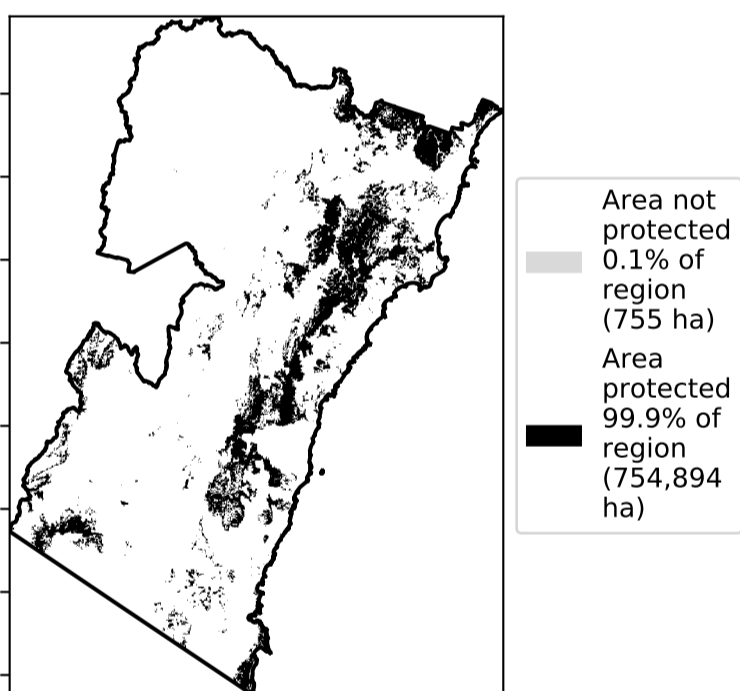 Area not
protected
0.1% of
region
(755 ha)
Area
protected
99.9% of
region
(754,894
ha)